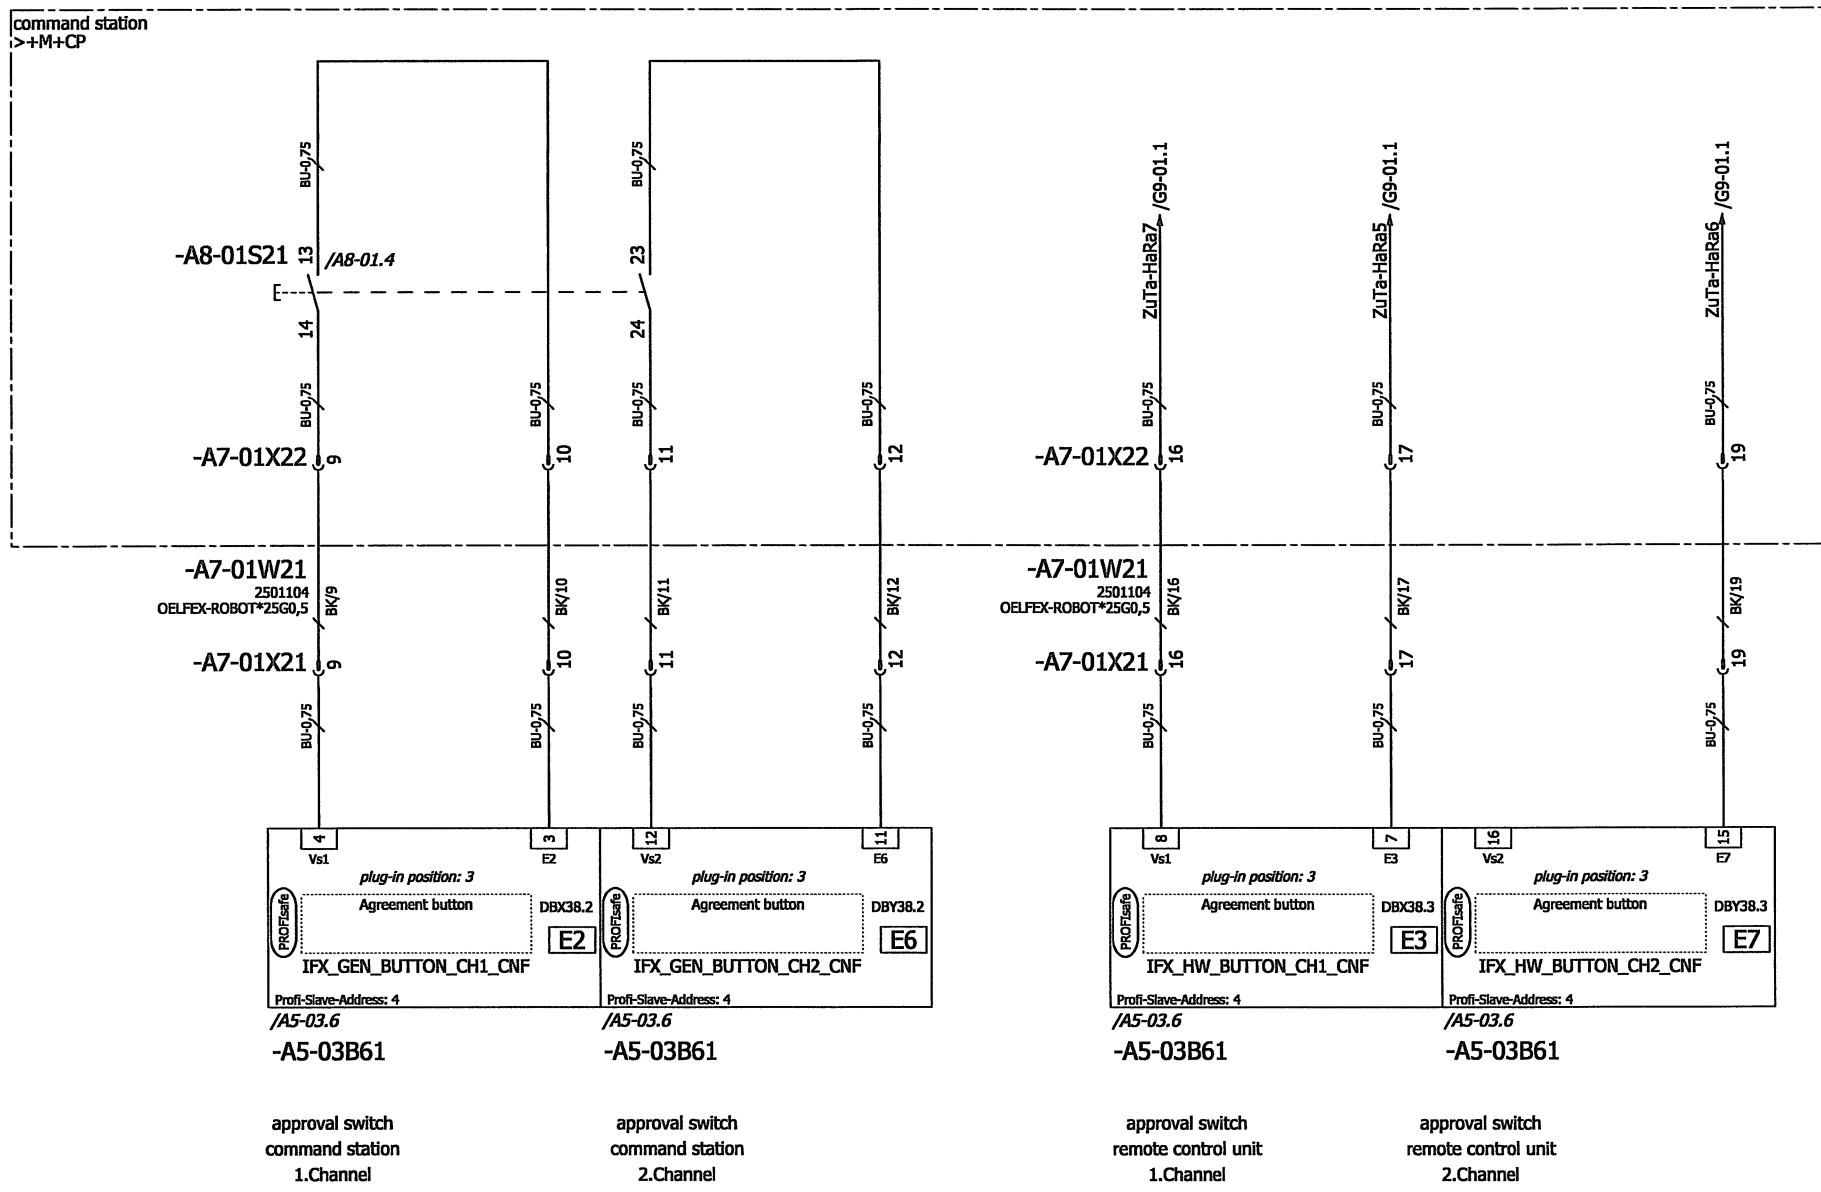 command station
>+M+CP
BU-0,75
BU-0,75
/G9-01.1
/G9-01.1
/G9-01.1
ZuTa-HaRa7
ZuTa-HaRa5
ZuTa-HaRa6
-A8-01S21 13 /A8-01.4 23
14 24
BU-0,75 BU-0,75 BU-0,75 BU-0,75 BU-0,75 BU-0,75 BU-0,75
-A7-01X22 9 10 11 12 -A7-01X22 16 17 19
-A7-01W21 -A7-01W21
2501104 2501104
OELFEX-ROBOT*25G0,5 BK/9 BK/10 BK/11 BK/12 OELFEX-ROBOT*25G0,5 BK/16 BK/17 BK/19
-A7-01X21 9 10 11 12 -A7-01X21 16 17 19
BU-0,75 BU-0,75 BU-0,75 BU-0,75 BU-0,75 BU-0,75 BU-0,75
4 3 12 11 8 7 16 15
Vs1 E2 Vs2 E6 Vs1 E3 Vs2 E7
plug-in position: 3 plug-in position: 3 plug-in position: 3 plug-in position: 3
PROFIsafe Agreement button DBX38.2 PROFIsafe Agreement button DBY38.2 PROFIsafe Agreement button DBX38.3 PROFIsafe Agreement button DBY38.3
E2 E6 E3 E7
IFX_GEN_BUTTON_CH1_CNF IFX_GEN_BUTTON_CH2_CNF IFX_HW_BUTTON_CH1_CNF IFX_HW_BUTTON_CH2_CNF
Profi-Slave-Address: 4 Profi-Slave-Address: 4 Profi-Slave-Address: 4 Profi-Slave-Address: 4
/A5-03.6 /A5-03.6 /A5-03.6 /A5-03.6
-A5-03B61 -A5-03B61 -A5-03B61 -A5-03B61
approval switch approval switch approval switch approval switch
command station command station remote control unit remote control unit
1.Channel 2.Channel 1.Channel 2.Channel